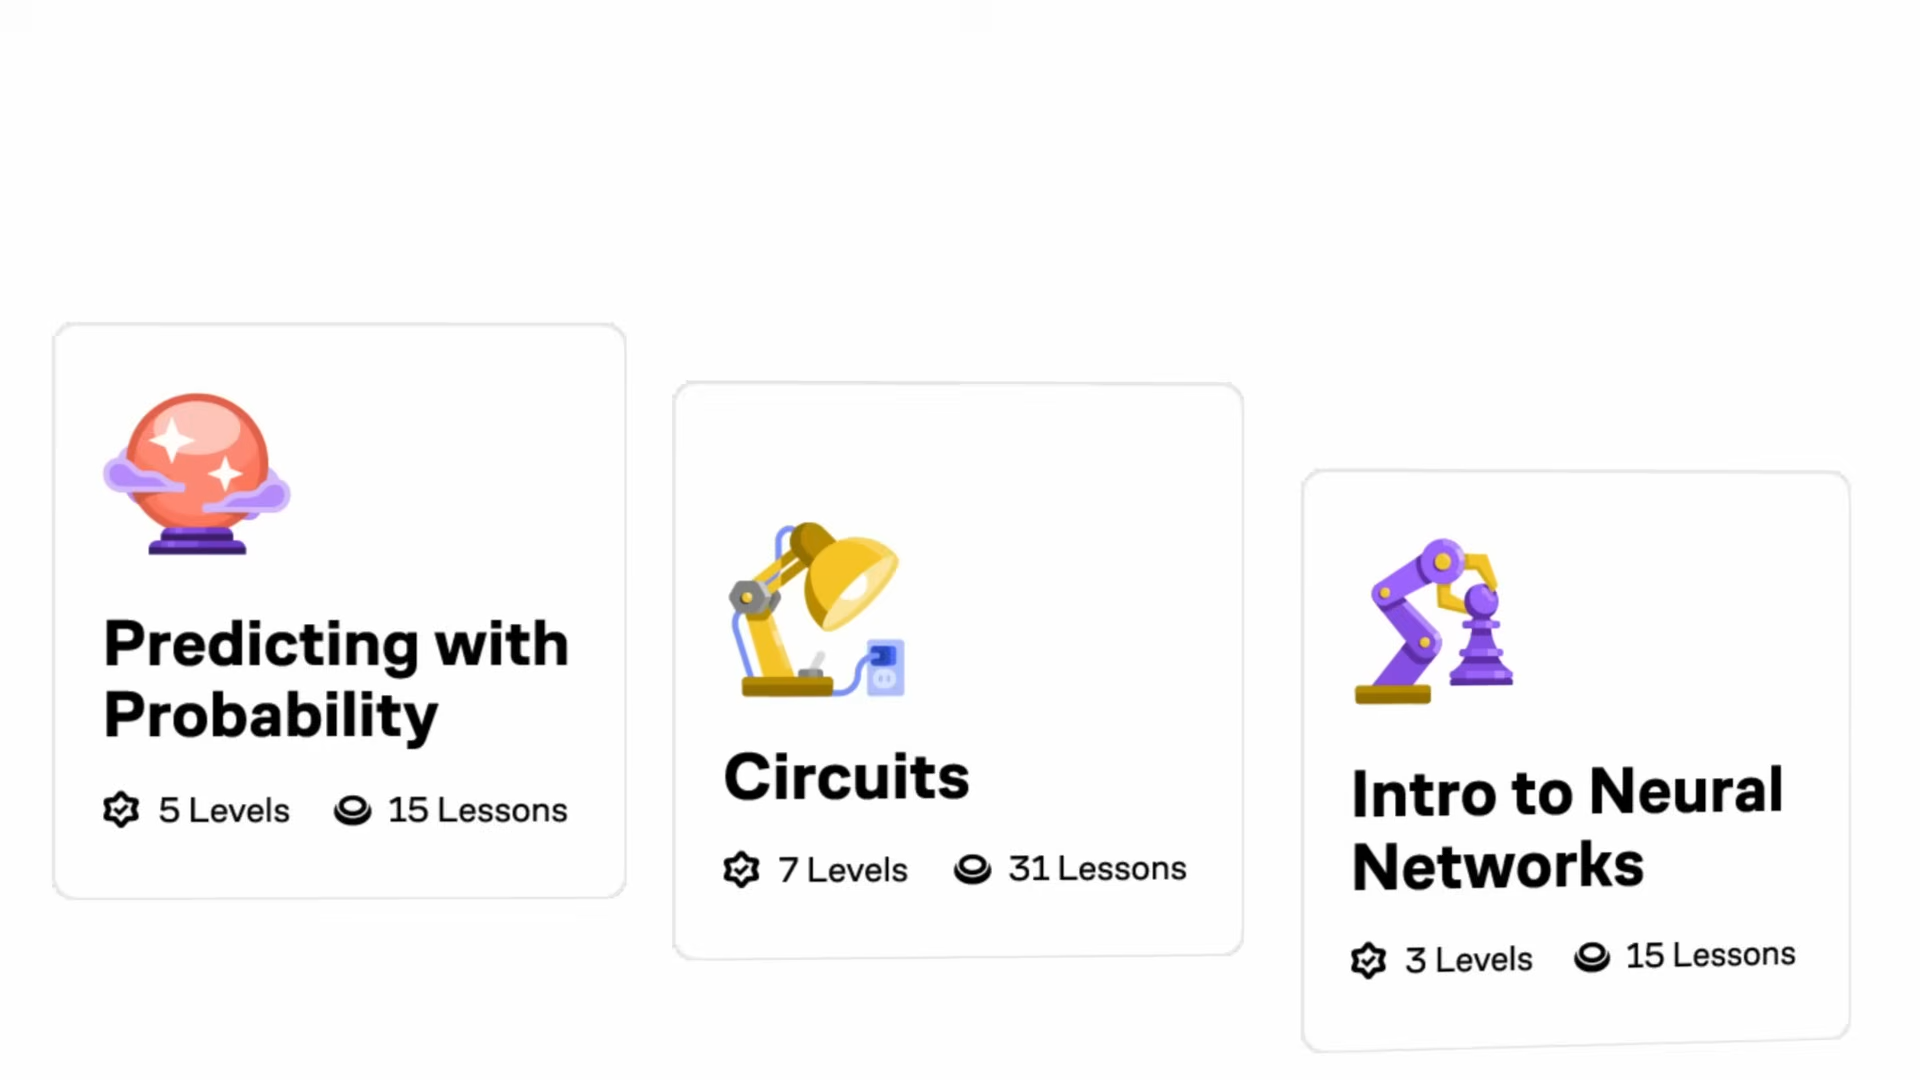 Predicting with
Probability
5 Levels
15 Lessons
Circuits
7 Levels
31 Lessons
Intro to Neural
Networks
3 Levels
15 Lessons